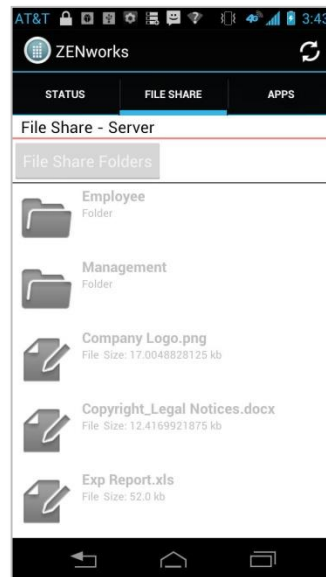 AT&T 4G 3:43
ZENworks
STATUS FILE SHARE APPS
File Share - Server
File Share Folders
Employee
Folder
Management
Folder
Company Logo.png
File Size: 17.0048828125 kb
Copyright_Legal Notices.docx
File Size: 12.4169921875 kb
Exp Report.xls
File Size: 52.0 kb